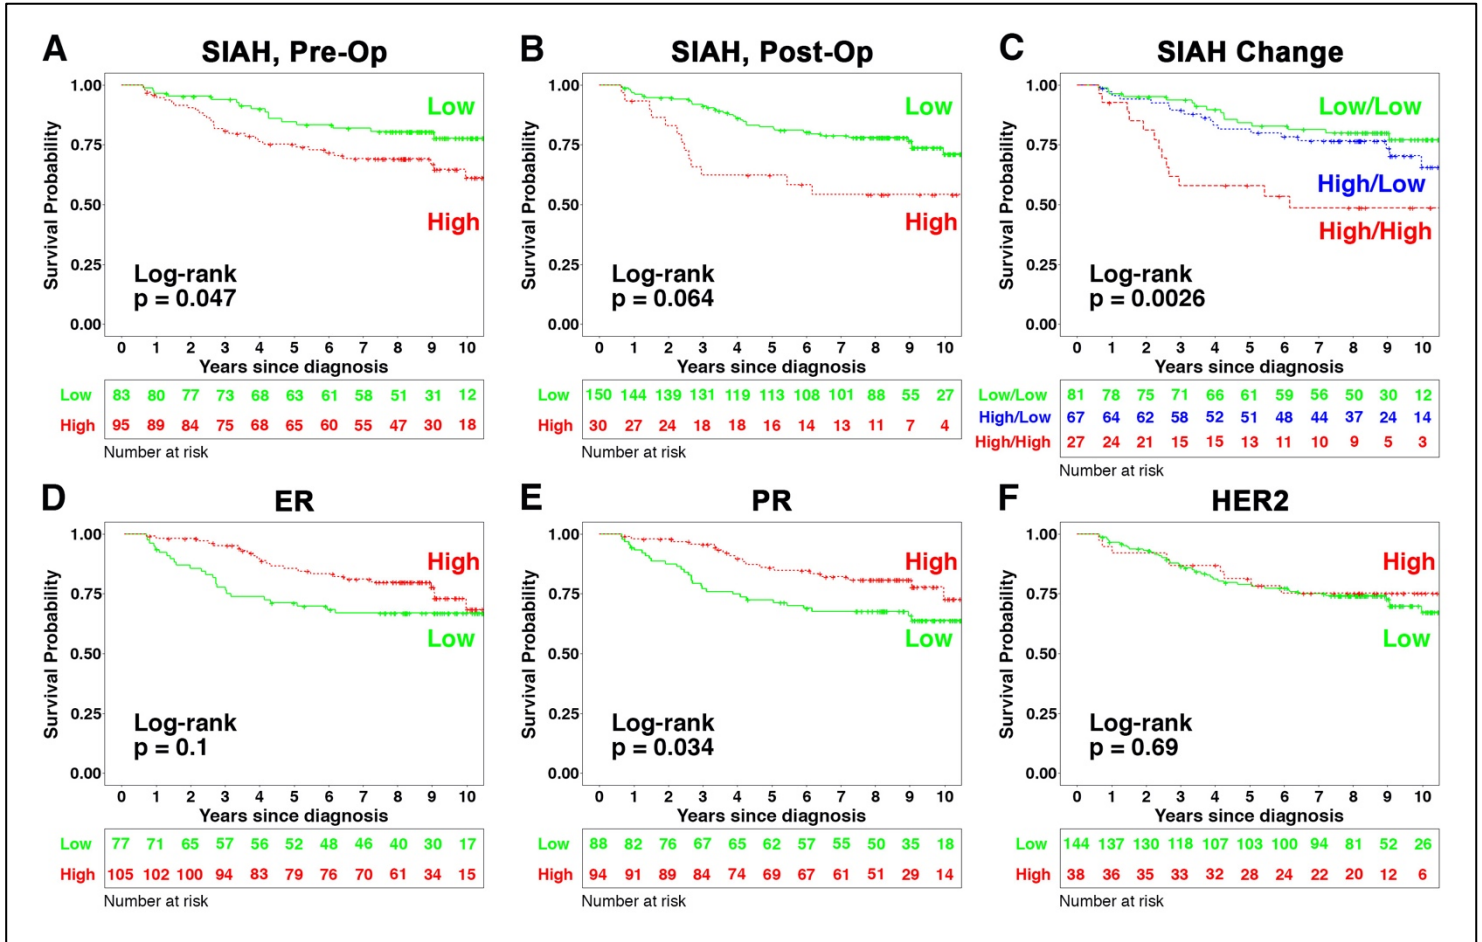 A SIAH, Pre-Op
Survival Probability
1.00
0.75
0.50
0.25
0.00
Low
High
Log-rank
p = 0.047
0 1 2 3 4 5 6 7 8 9 10
Years since diagnosis
Low 83 80 77 73 68 63 61 58 51 31 12
High 95 89 84 75 68 65 60 55 47 30 18
Number at risk
B SIAH, Post-Op
Survival Probability
1.00
0.75
0.50
0.25
0.00
Low
High
Log-rank
p = 0.064
0 1 2 3 4 5 6 7 8 9 10
Years since diagnosis
Low 150 144 139 131 119 113 108 101 88 55 27
High 30 27 24 18 18 16 14 13 11 7 4
Number at risk
C SIAH Change
Survival Probability
1.00
0.75
0.50
0.25
0.00
Low/Low
High/Low
High/High
Log-rank
p = 0.0026
0 1 2 3 4 5 6 7 8 9 10
Years since diagnosis
Low/Low 81 78 75 71 66 61 59 56 50 30 12
High/Low 67 64 62 58 52 51 48 44 37 24 14
High/High 27 24 21 15 15 13 11 10 9 5 3
Number at risk
D ER
Survival Probability
1.00
0.75
0.50
0.25
0.00
High
Low
Log-rank
p = 0.1
0 1 2 3 4 5 6 7 8 9 10
Years since diagnosis
Low 77 71 65 57 56 52 48 46 40 30 17
High 105 102 100 94 83 79 76 70 61 34 15
Number at risk
E PR
Survival Probability
1.00
0.75
0.50
0.25
0.00
High
Low
Log-rank
p = 0.034
0 1 2 3 4 5 6 7 8 9 10
Years since diagnosis
Low 88 82 76 67 65 62 57 55 50 35 18
High 94 91 89 84 74 69 67 61 51 29 14
Number at risk
F HER2
Survival Probability
1.00
0.75
0.50
0.25
0.00
High
Low
Log-rank
p = 0.69
0 1 2 3 4 5 6 7 8 9 10
Years since diagnosis
Low 144 137 130 118 107 103 100 94 81 52 26
High 38 36 35 33 32 28 24 22 20 12 6
Number at risk